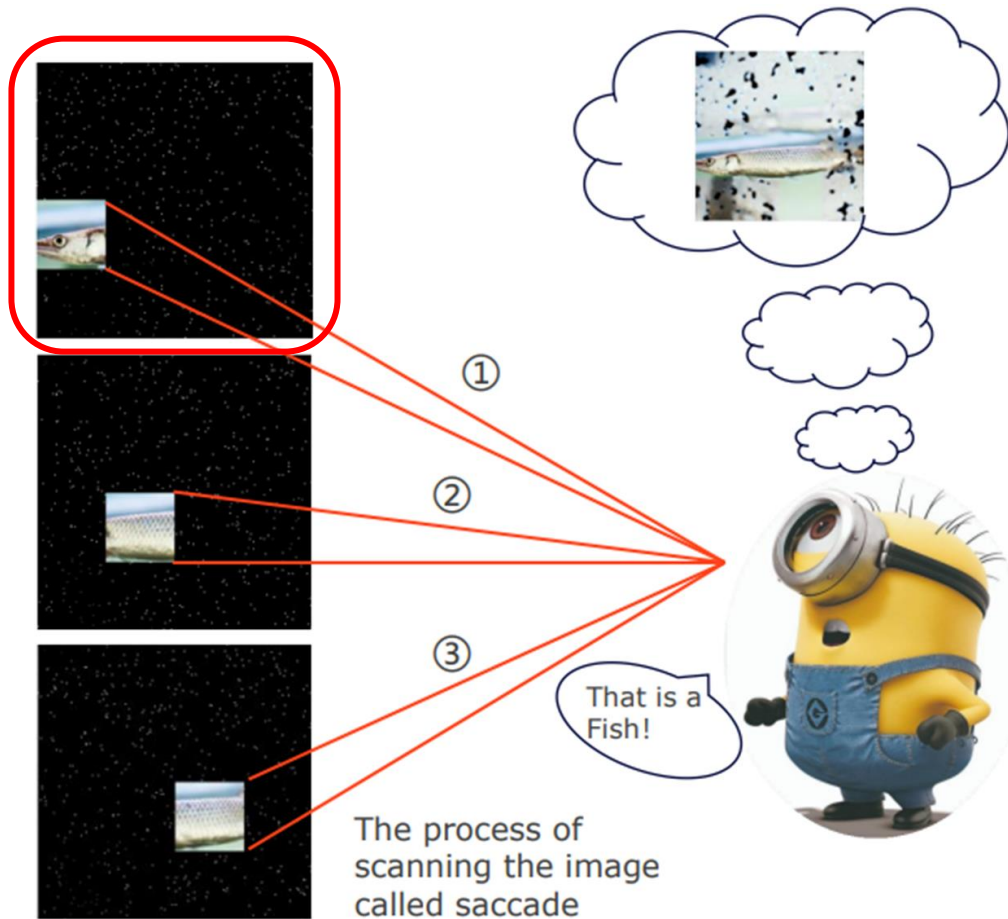 ①
②
③
That is a
Fish!
The process of
scanning the image
called saccade